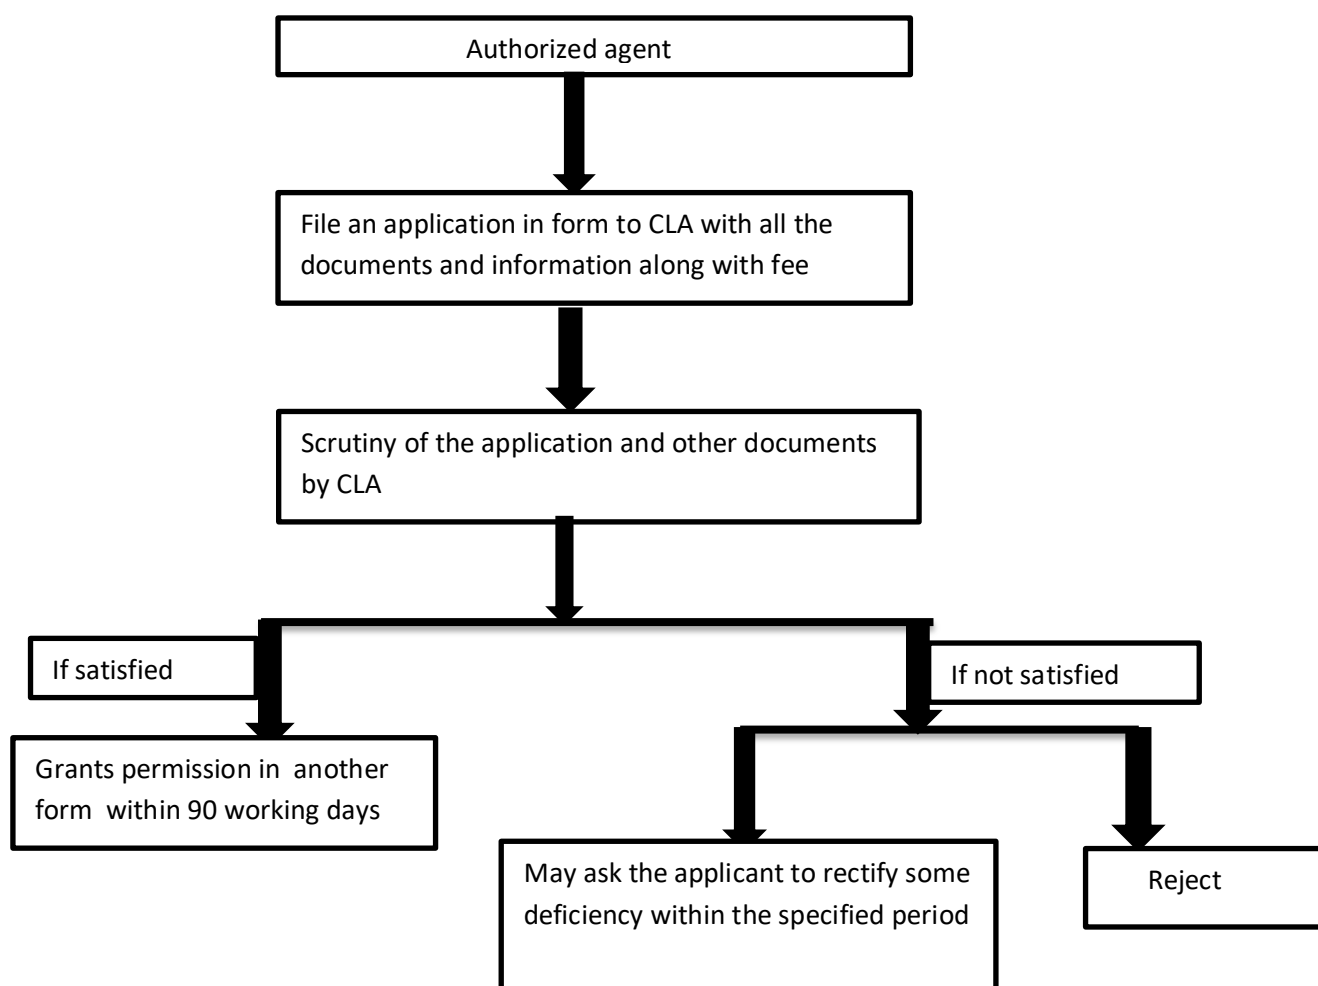 Authorized agent
File an application in form to CLA with all the
documents and information along with fee
Scrutiny of the application and other documents
by CLA
If satisfied
If not satisfied
Grants permission in  another
form  within 90 working days
May ask the applicant to rectify some
deficiency within the specified period
Reject